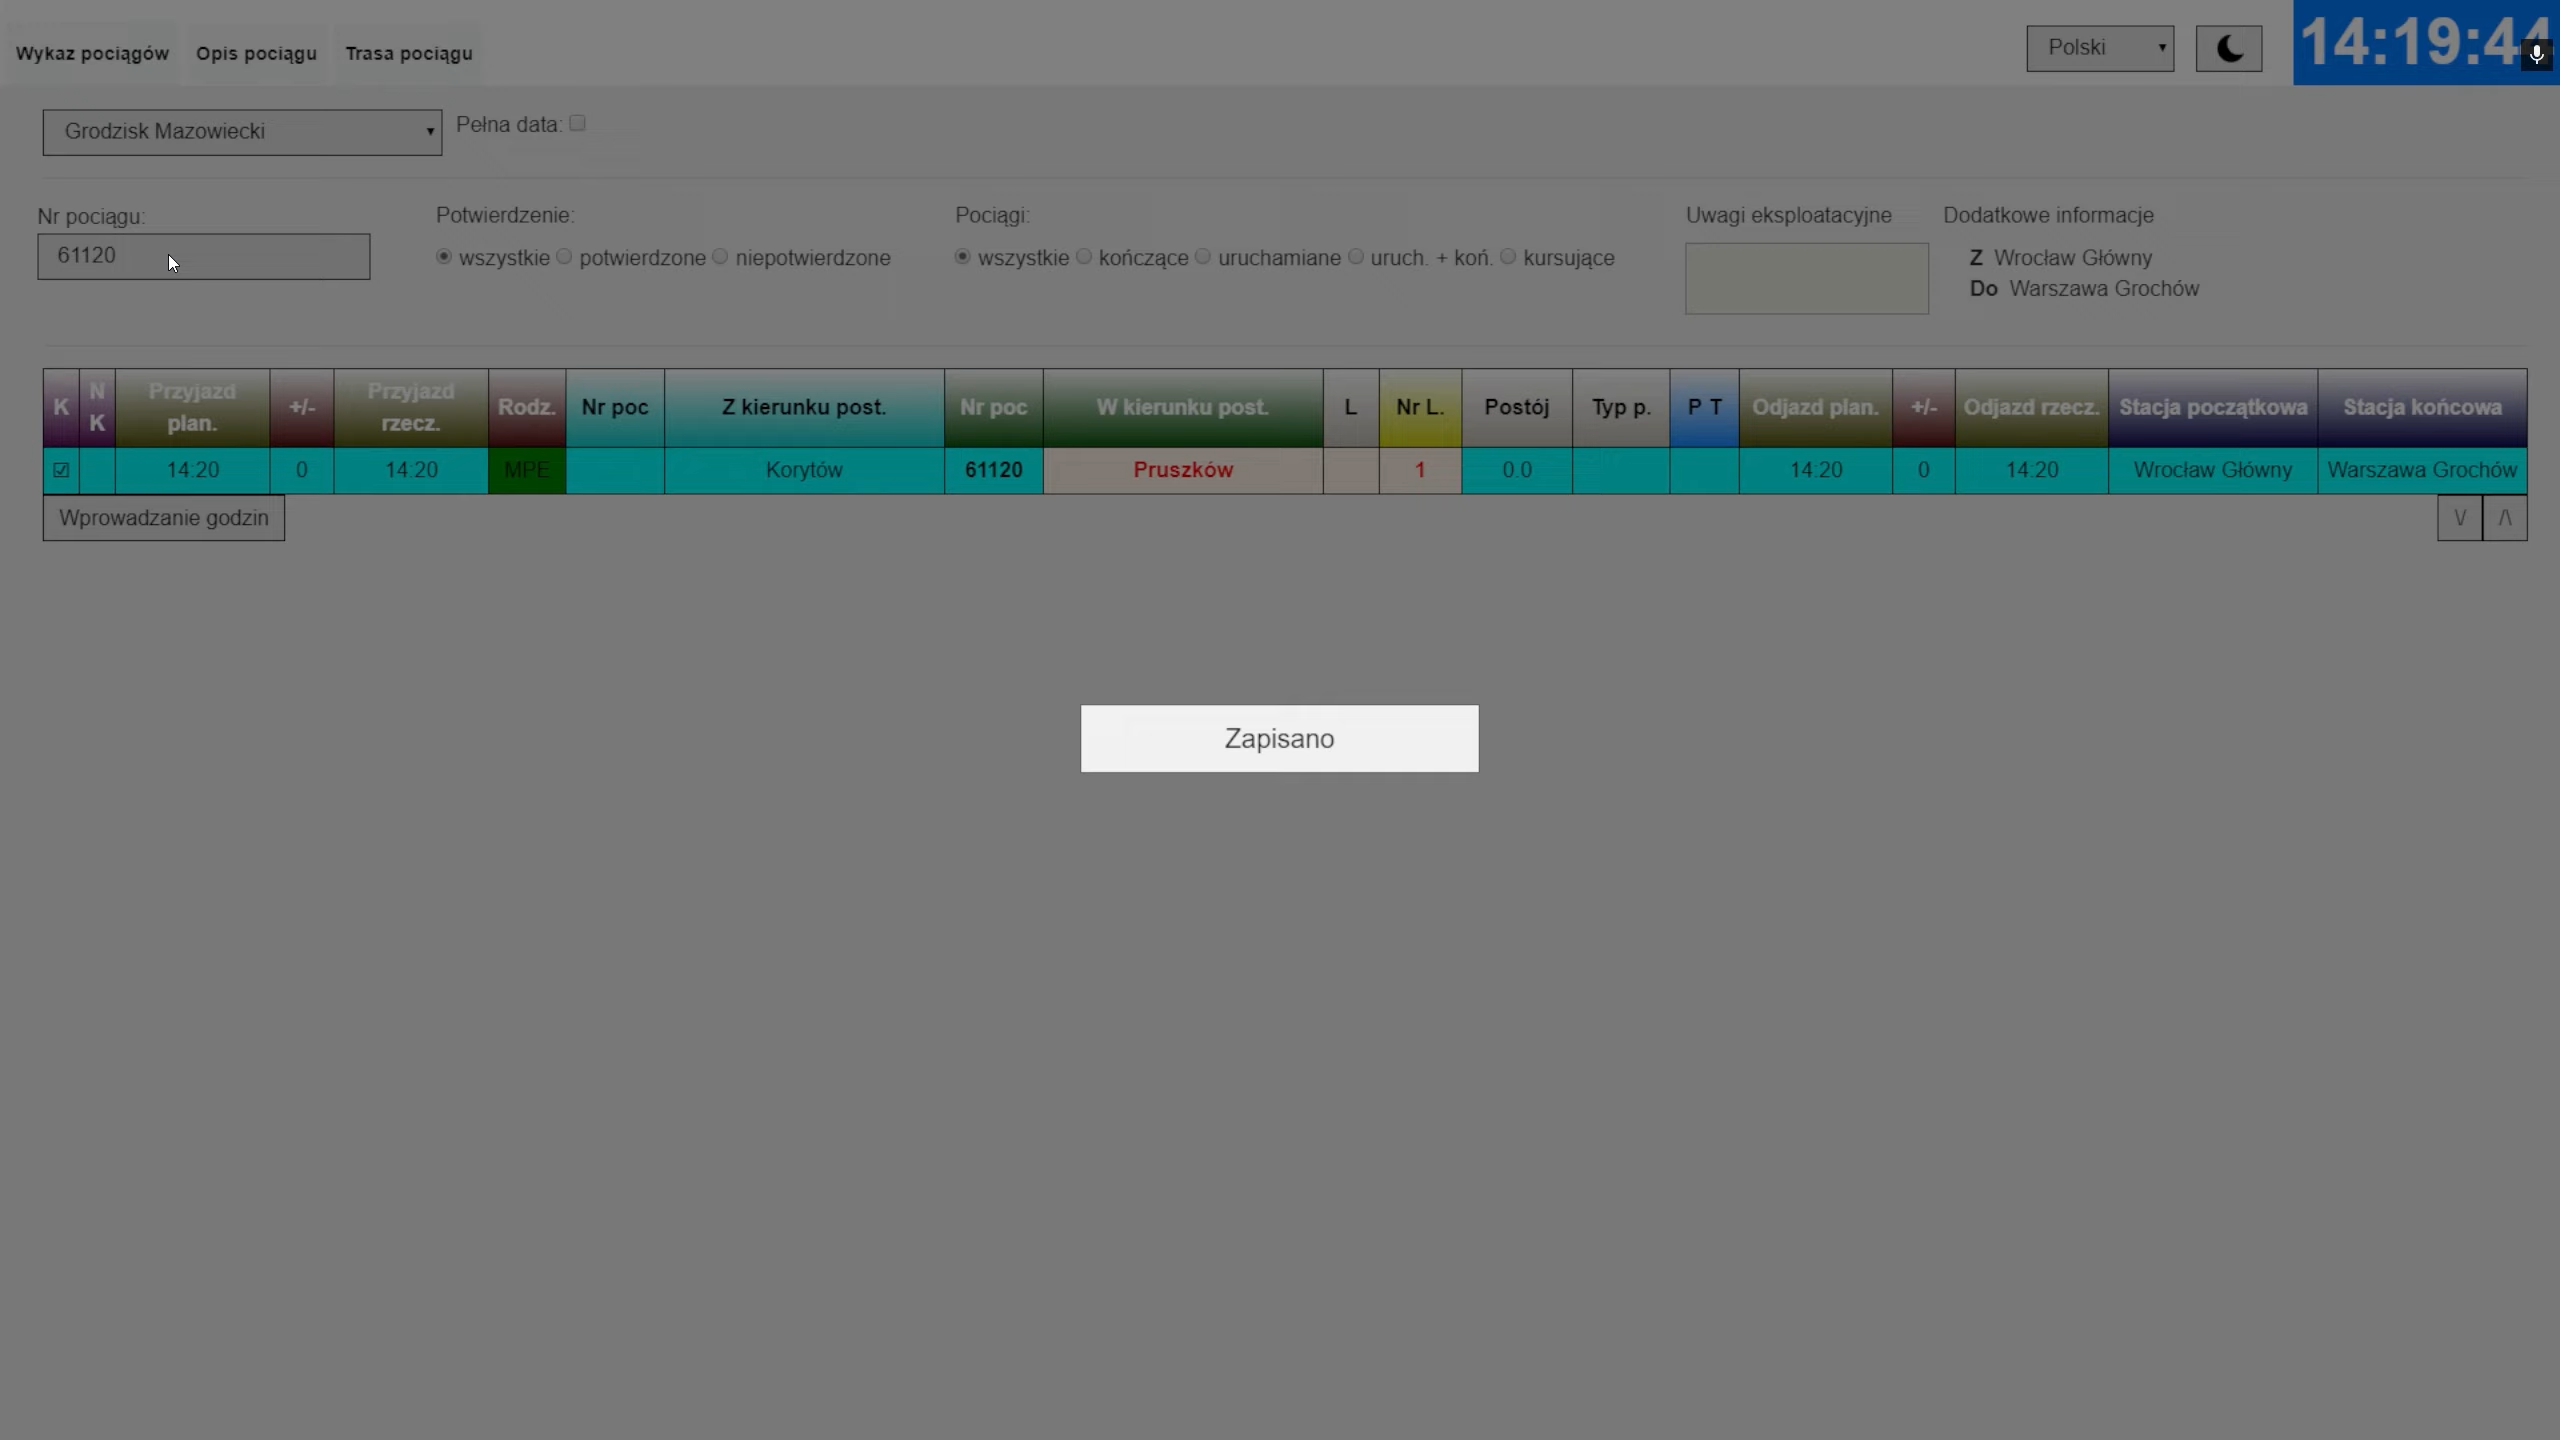 Wykaz pociągów Opis pociągu Trasa pociągu Polski 14:19:44
Grodzisk Mazowiecki Pełna data:
Nr pociągu: Potwierdzenie: Pociągi: Uwagi eksploatacyjne Dodatkowe informacje
61120 wszystkie potwierdzone niepotwierdzone wszystkie kończące uruchamiane uruch. + koń. kursujące Z Wrocław Główny
Do Warszawa Grochów
K N K Przyjazd plan. +/- Przyjazd rzecz. Rodz. Nr poc Z kierunku post. Nr poc W kierunku post. L Nr L. Postój Typ p. P T Odjazd plan. +/- Odjazd rzecz. Stacja początkowa Stacja końcowa
14:20 0 14:20 MPE Korytów 61120 Pruszków 1 0.0 14:20 0 14:20 Wrocław Główny Warszawa Grochów
Wprowadzanie godzin \/ /\
Zapisano